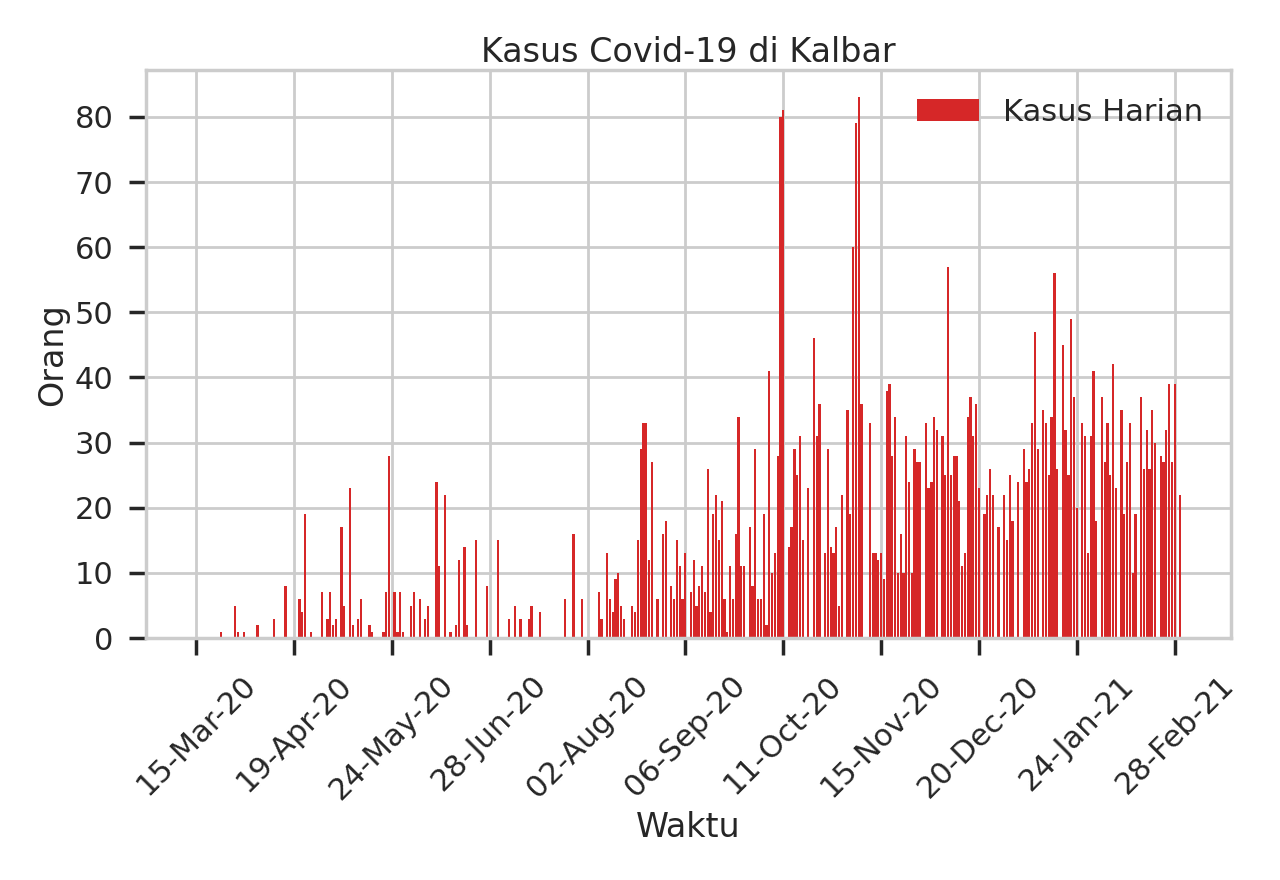 Kasus Covid-19 di Kalbar
Kasus Harian
80
70
60
50
40
30
20
10
0
Orang
15-Mar-20
19-Apr-20
24-May-20
28-Jun-20
02-Aug-20
06-Sep-20
11-Oct-20
15-Nov-20
20-Dec-20
24-Jan-21
28-Feb-21
Waktu